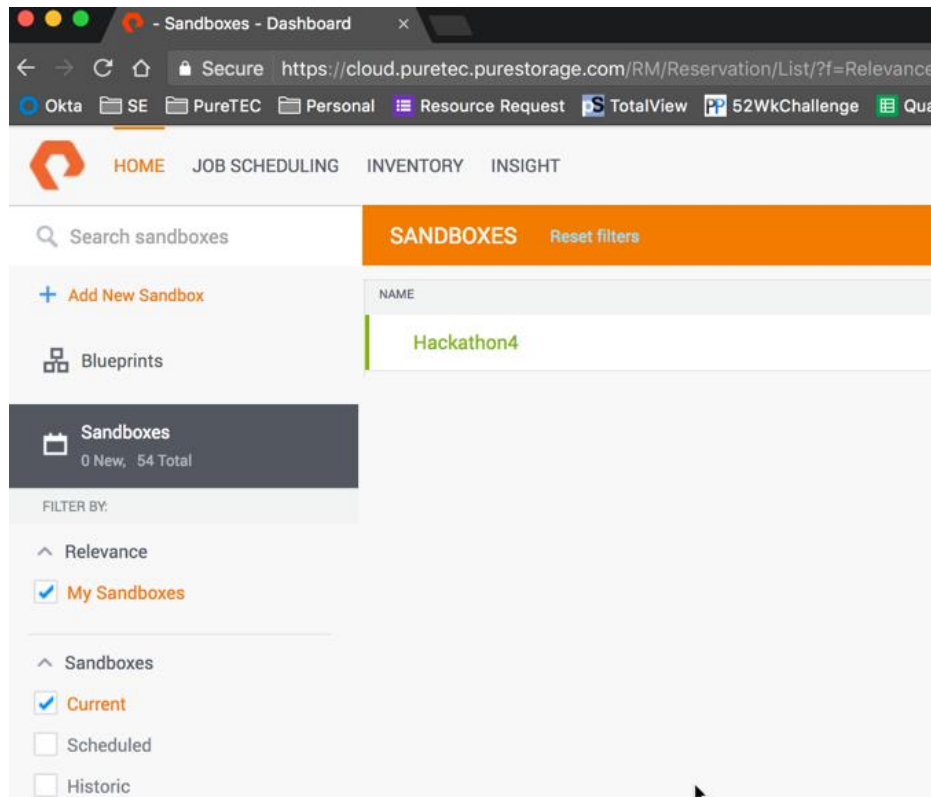 - Sandboxes - Dashboard ×
Secure https://cloud.puretec.purestorage.com/RM/Reservation/List/?f=Relevance
Okta SE PureTEC Personal Resource Request pS TotalView PP 52WkChallenge Qua
HOME JOB SCHEDULING INVENTORY INSIGHT
Search sandboxes
SANDBOXES Reset filters
+ Add New Sandbox
NAME
Hackathon4
Blueprints
Sandboxes
0 New, 54 Total
FILTER BY:
Relevance
My Sandboxes
Sandboxes
Current
Scheduled
Historic